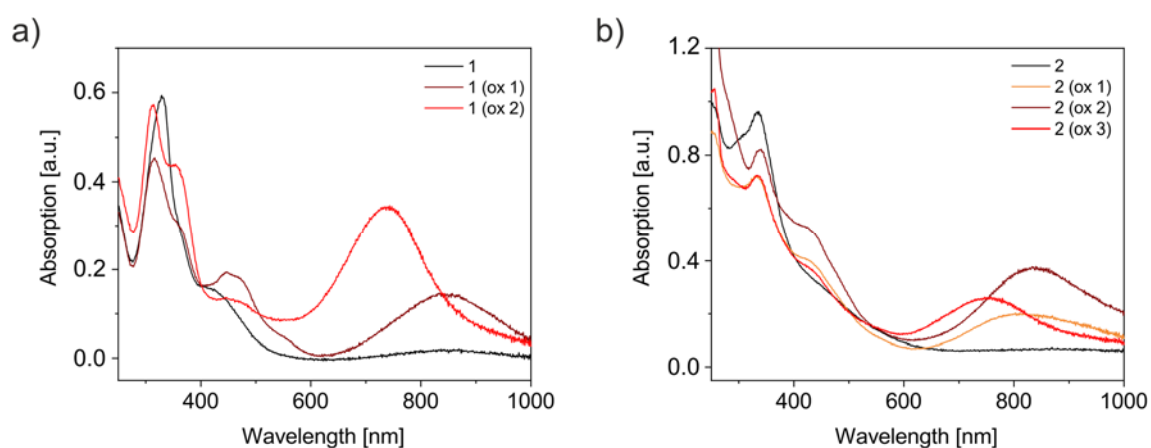 a)
Absorption [a.u.]
0.6
0.4
0.2
0.0
400
600
800
1000
Wavelength [nm]
1
1 (ox 1)
1 (ox 2)
b)
Absorption [a.u.]
1.2
0.8
0.4
0.0
400
600
800
1000
Wavelength [nm]
2
2 (ox 1)
2 (ox 2)
2 (ox 3)